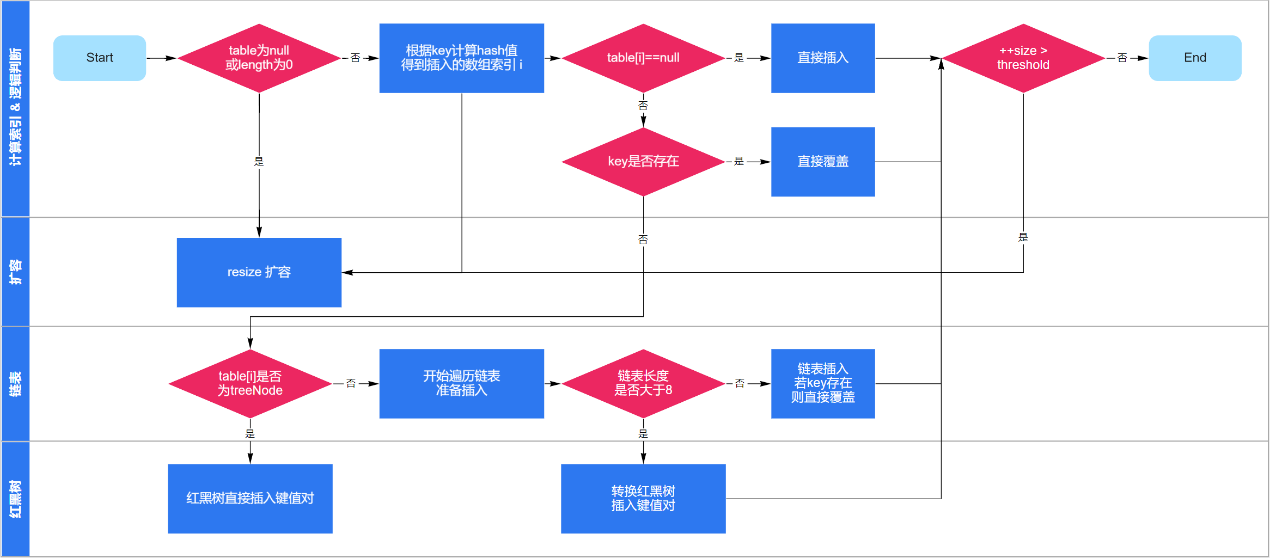 计算索引 & 逻辑判断
Start
table为null
或length为0
否
根据key计算hash值
得到插入的数组索引 i
table[i]==null
是
直接插入
++size >
threshold
否
End
否
是
key是否存在
是
直接覆盖
扩容
否
是
resize 扩容
链表
table[i]是否
为treeNode
否
开始遍历链表
准备插入
链表长度
是否大于8
否
链表插入
若key存在
则直接覆盖
是
是
红黑树
红黑树直接插入键值对
转换红黑树
插入键值对